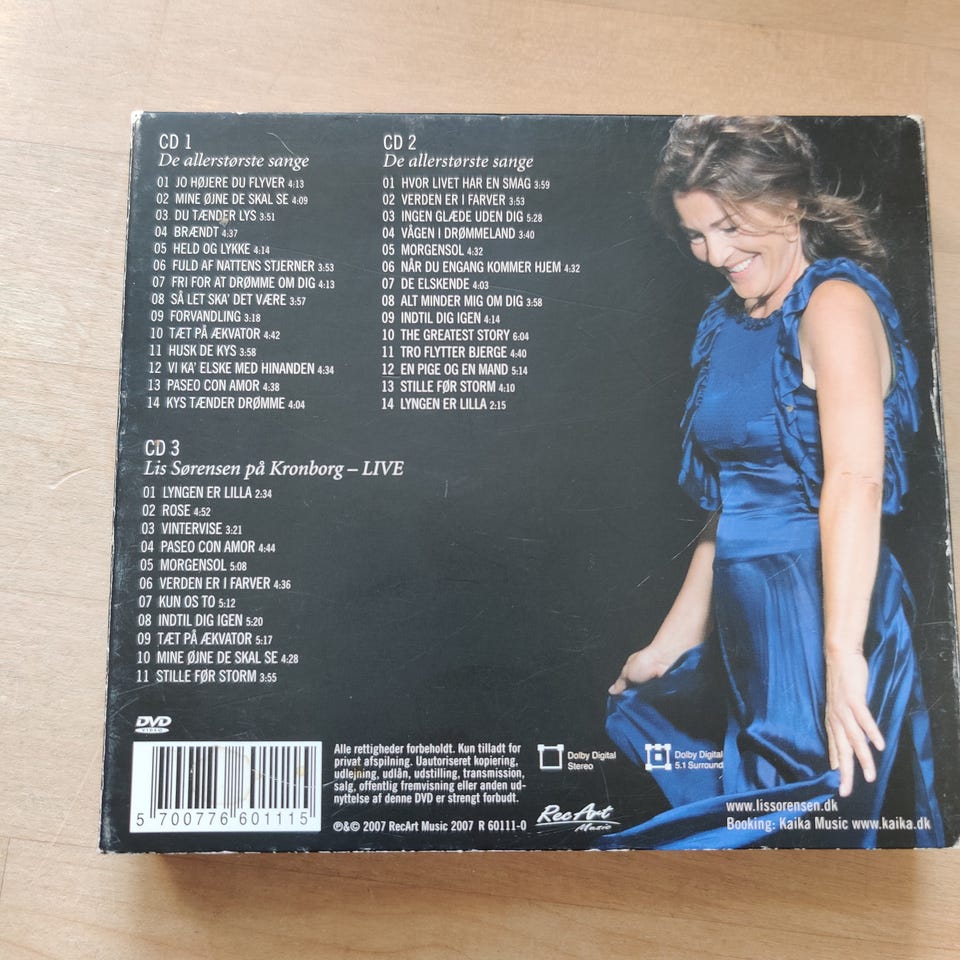 CD 1
De allerstørste sange
01 JO HØJERE DU FLYVER 4:13
02 MINE ØJNE DE SKAL SE 4:09
03 DU TÆNDER LYS 3:51
04 BRÆNDT 4:37
05 HELD OG LYKKE 4:14
06 FULD AF NATTENS STJERNER 3:53
07 FRI FOR AT DRØMME OM DIG 4:13
08 SÅ LET SKA' DET VÆRE 3:57
09 FORVANDLING 3:18
10 TÆT PÅ ÆKVATOR 4:42
11 HUSK DE KYS 3:58
12 VI KA' ELSKE MED HINANDEN 4:34
13 PASEO CON AMOR 4:38
14 KYS TÆNDER DRØMME 4:04
CD 2
De allerstørste sange
01 HVOR LIVET HAR EN SMAG 3:59
02 VERDEN ER I FARVER 3:53
03 INGEN GLÆDE UDEN DIG 5:28
04 VÅGEN I DRØMMELAND 3:40
05 MORGENSOL 4:32
06 NÅR DU ENGANG KOMMER HJEM 4:32
07 DE ELSKENDE 4:03
08 ALT MINDER MIG OM DIG 3:58
09 INDTIL DIG IGEN 4:14
10 THE GREATEST STORY 6:04
11 TRO FLYTTER BJERGE 4:40
12 EN PIGE OG EN MAND 5:14
13 STILLE FØR STORM 4:10
14 LYNGEN ER LILLA 2:15
CD 3
Lis Sørensen på Kronborg – LIVE
01 LYNGEN ER LILLA 2:34
02 ROSE 4:52
03 VINTERVISE 3:21
04 PASEO CON AMOR 4:44
05 MORGENSOL 5:08
06 VERDEN ER I FARVER 4:36
07 KUN OS TO 5:12
08 INDTIL DIG IGEN 5:20
09 TÆT PÅ ÆKVATOR 5:17
10 MINE ØJNE DE SKAL SE 4:28
11 STILLE FØR STORM 3:55
DVD
VIDEO
5 700776 601115
Alle rettigheder forbeholdt. Kun tilladt for
privat afspilning. Uautoriseret kopiering,
udlejning, udlån, udstilling, transmission,
salg, offentlig fremvisning eller anden ud-
nyttelse af denne DVD er strengt forbudt.
℗&© 2007 RecArt Music 2007 R 60111-0
Dolby Digital
Stereo
Dolby Digital
5.1 Surround
RecArt
Music
www.lissorensen.dk
Booking: Kaika Music www.kaika.dk